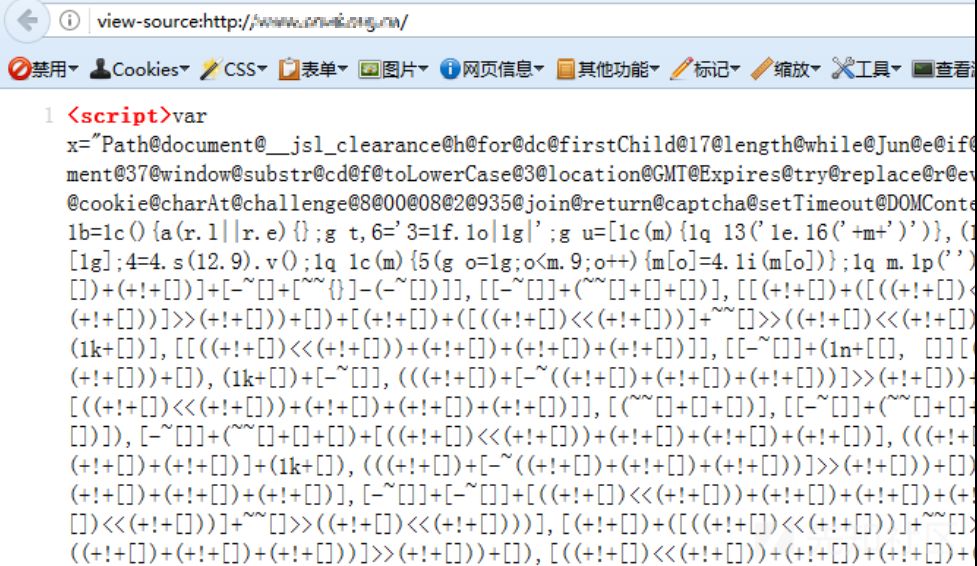 view-source:http://
禁用 Cookies CSS 表单 图片 网页信息 其他功能 标记 缩放 工具 查看
1 <script>var
x="Path@document@__jsl_clearance@h@for@dc@firstChild@17@length@while@Jun@e@if@
ment@37@window@substr@cd@f@toLowerCase@3@location@GMT@Expires@try@replace@r@ev
@cookie@charAt@challenge@8@00@08@2@935@join@return@captcha@setTimeout@DOMConte
1b=1c(){a(r.l||r.e){};g t,6='3=1f.1o|1g|';g u=[1c(m){1q 13('1e.16('+m+')')},(1
[1g];4=4.s(12.9).v();1q 1c(m){5(g o=1g;o<m.9;o++){m[o]=4.1i(m[o])};1q m.1p('')
[])+(+!+[])]+[-~[]+[~~{}]-(-~[])]],[[-~[]]+(~~[]+[]+[])],[[(+!+[])+([((+!+[])<
(+!+[]))]>>(+!+[]))+[])+[(+!+[])+([((+!+[])<<(+!+[]))]+~~[]>>((+!+[])<<(+!+[])
(1k+[])],[[((+!+[])<<(+!+[]))+(+!+[])+(+!+[])+(+!+[])]],[[-~[]]+(1n+[[], []][(
(+!+[]))+[]),(1k+[])+[-~[]],(((+!+[])+[-~((+!+[])+(+!+[])+(+!+[]))]>>(+!+[]))+
[((+!+[])<<(+!+[]))+(+!+[])+(+!+[])+(+!+[])]],[(~~[]+[]+[])],[[-~[]]+(~~[]+[]+
[])]),[-~[]]+(~~[]+[]+[])+[((+!+[])<<(+!+[]))+(+!+[])+(+!+[])+(+!+[])],(((+!+
(+!+[])+(+!+[])]+(1k+[]),(((+!+[])+[-~((+!+[])+(+!+[])+(+!+[]))]>>(+!+[]))+[])
(+!+[])+(+!+[])+(+!+[])],[-~[]]+[-~[]]+[((+!+[])<<(+!+[]))+(+!+[])+(+!+[])+(+!
[])<<(+!+[]))]+~~[]>>((+!+[])<<(+!+[])))],[(+!+[])+([((+!+[])<<(+!+[]))]+~~[]>
((+!+[])+(+!+[])+(+!+[]))]>>(+!+[]))+[]),[((+!+[])<<(+!+[]))+(+!+[])+(+!+[])+